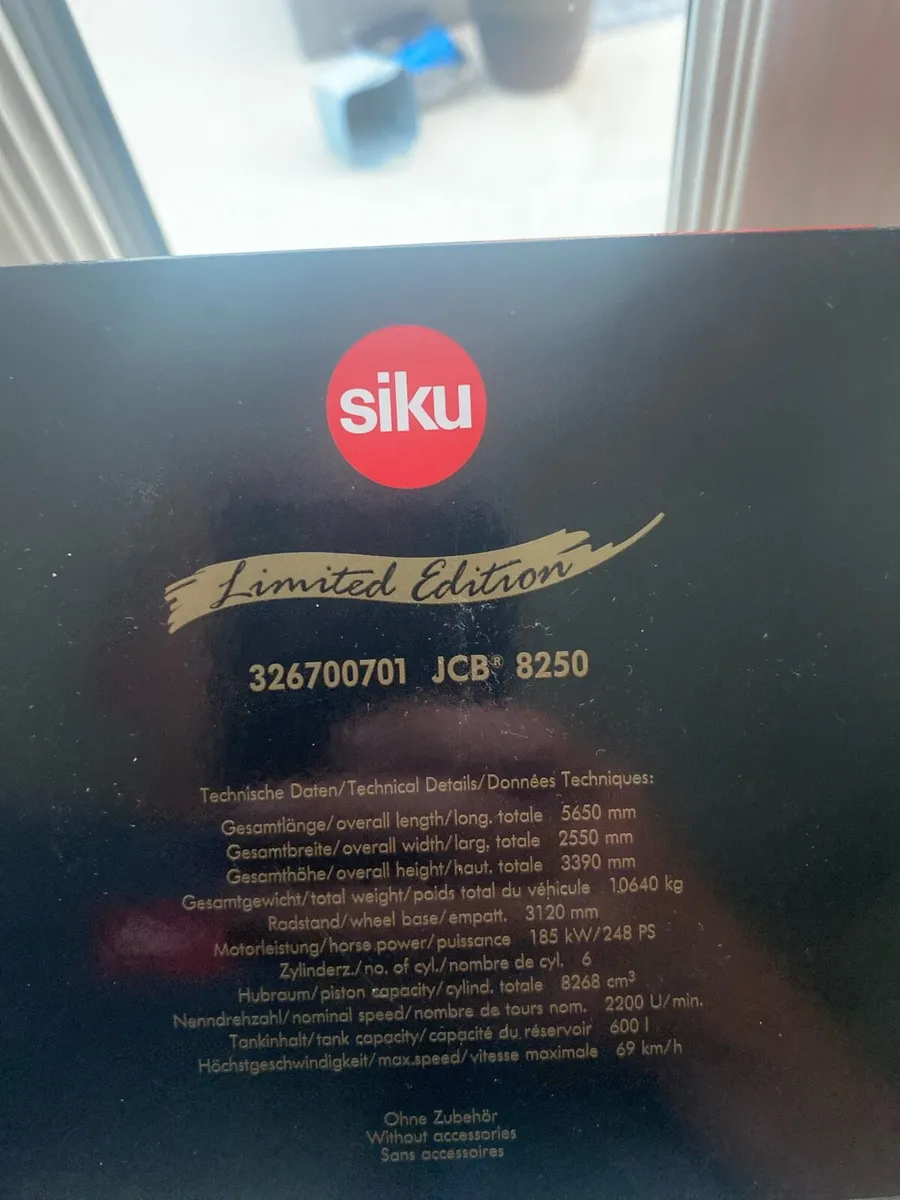 siku
Limited Edition
326700701 JCB® 8250
Technische Daten/Technical Details/Données Techniques:
Gesamtlänge/overall length/long. totale 5650 mm
Gesamtbreite/overall width/larg. totale 2550 mm
Gesamthöhe/overall height/haut. totale 3390 mm
Gesamtgewicht/total weight/poids total du véhicule 10640 kg
Radstand/wheel base/empatt. 3120 mm
Motorleistung/horse power/puissance 185 kW/248 PS
Zylinderz./no. of cyl./nombre de cyl. 6
Hubraum/piston capacity/cylind. totale 8268 cm³
Nenndrehzahl/nominal speed/nombre de tours nom. 2200 U/min.
Tankinhalt/tank capacity/capacité du réservoir 600 l
Höchstgeschwindigkeit/max.speed/vitesse maximale 69 km/h
Ohne Zubehör
Without accessories
Sans accessoires